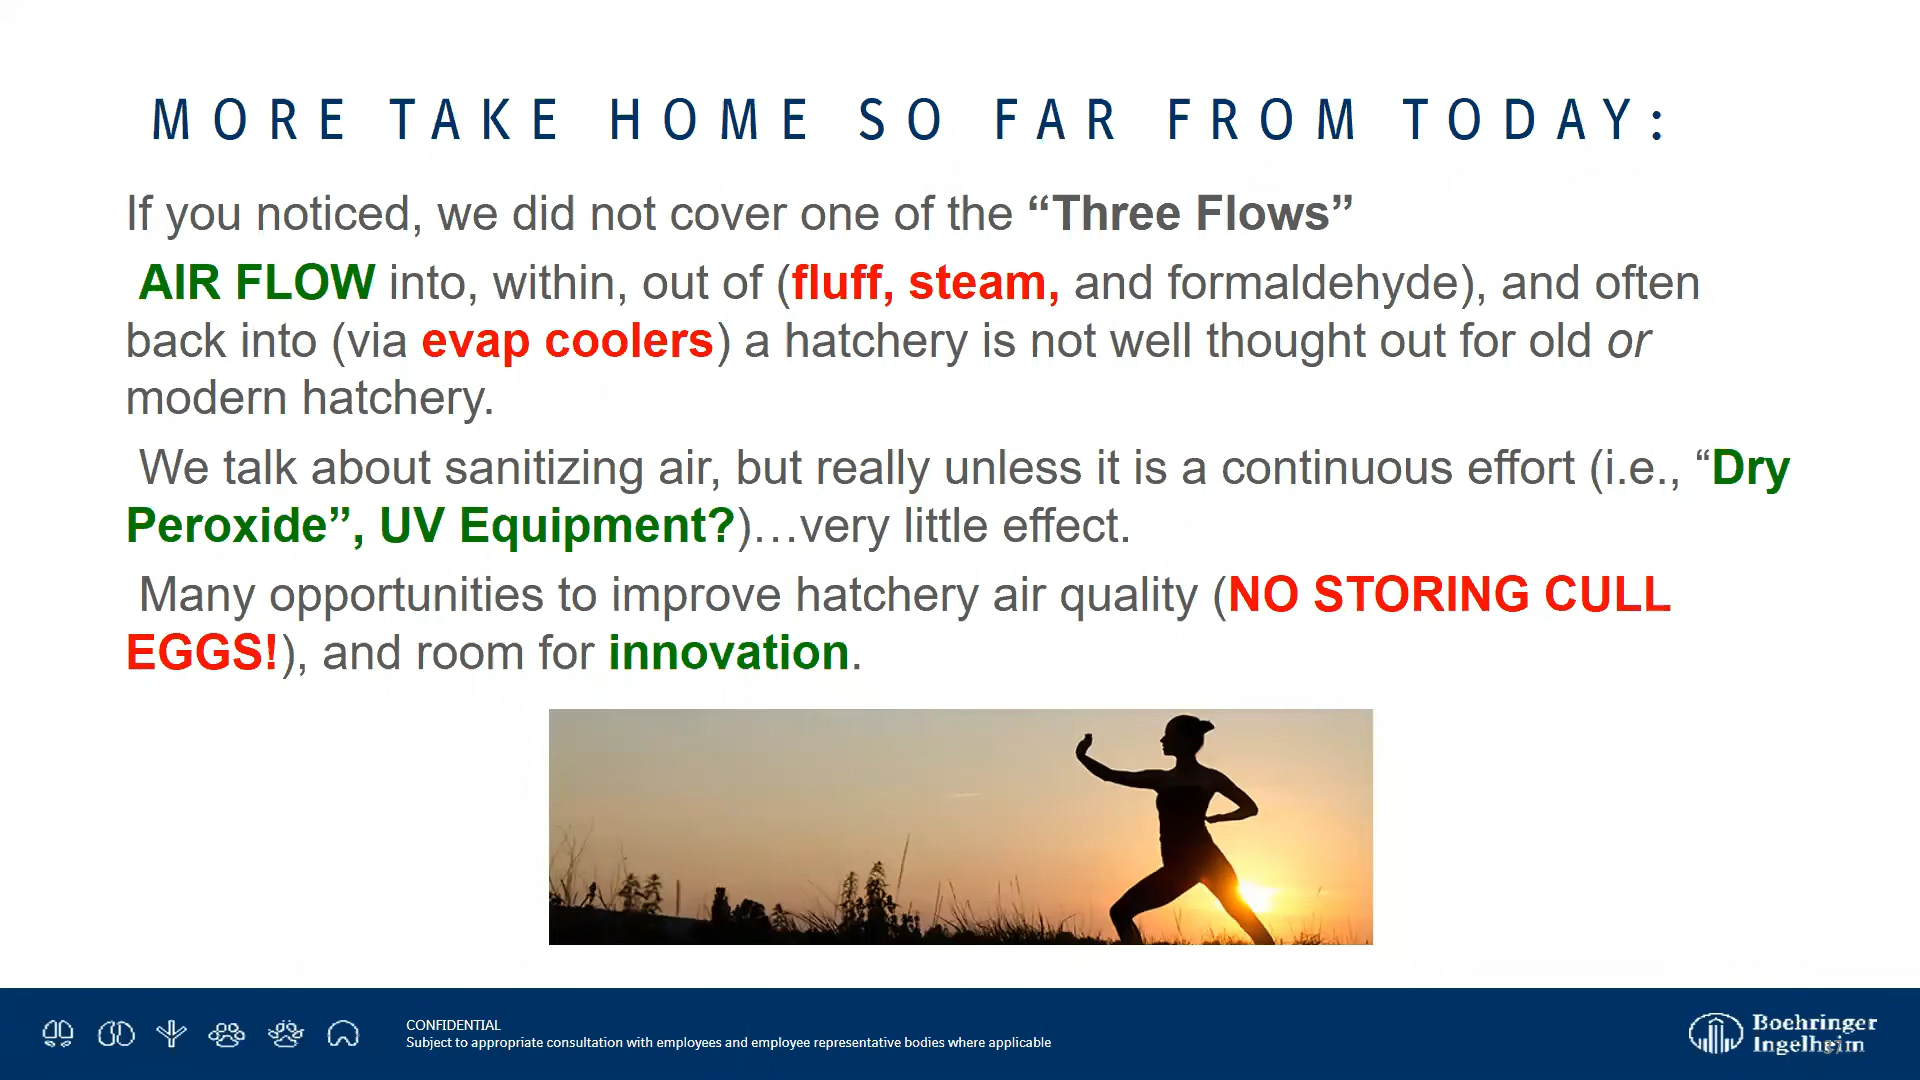 MORE TAKE HOME SO FAR FROM TODAY:
If you noticed, we did not cover one of the “Three Flows”
AIR FLOW into, within, out of (fluff, steam, and formaldehyde), and often
back into (via evap coolers) a hatchery is not well thought out for old or
modern hatchery.
We talk about sanitizing air, but really unless it is a continuous effort (i.e., “Dry
Peroxide”, UV Equipment?)…very little effect.
Many opportunities to improve hatchery air quality (NO STORING CULL
EGGS!), and room for innovation.
CONFIDENTIAL
Subject to appropriate consultation with employees and employee representative bodies where applicable
Boehringer
Ingelheim